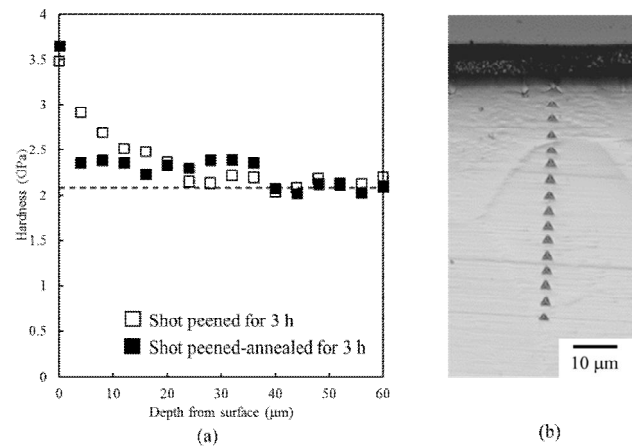 (a)
(b)
4
3.5
3
2.5
2
1.5
1
0.5
0
Hardness (GPa)
Shot peened for 3 h
Shot peened-annealed for 3 h
0 10 20 30 40 50 60
Depth from surface (μm)
10 μm
(a)
(b)